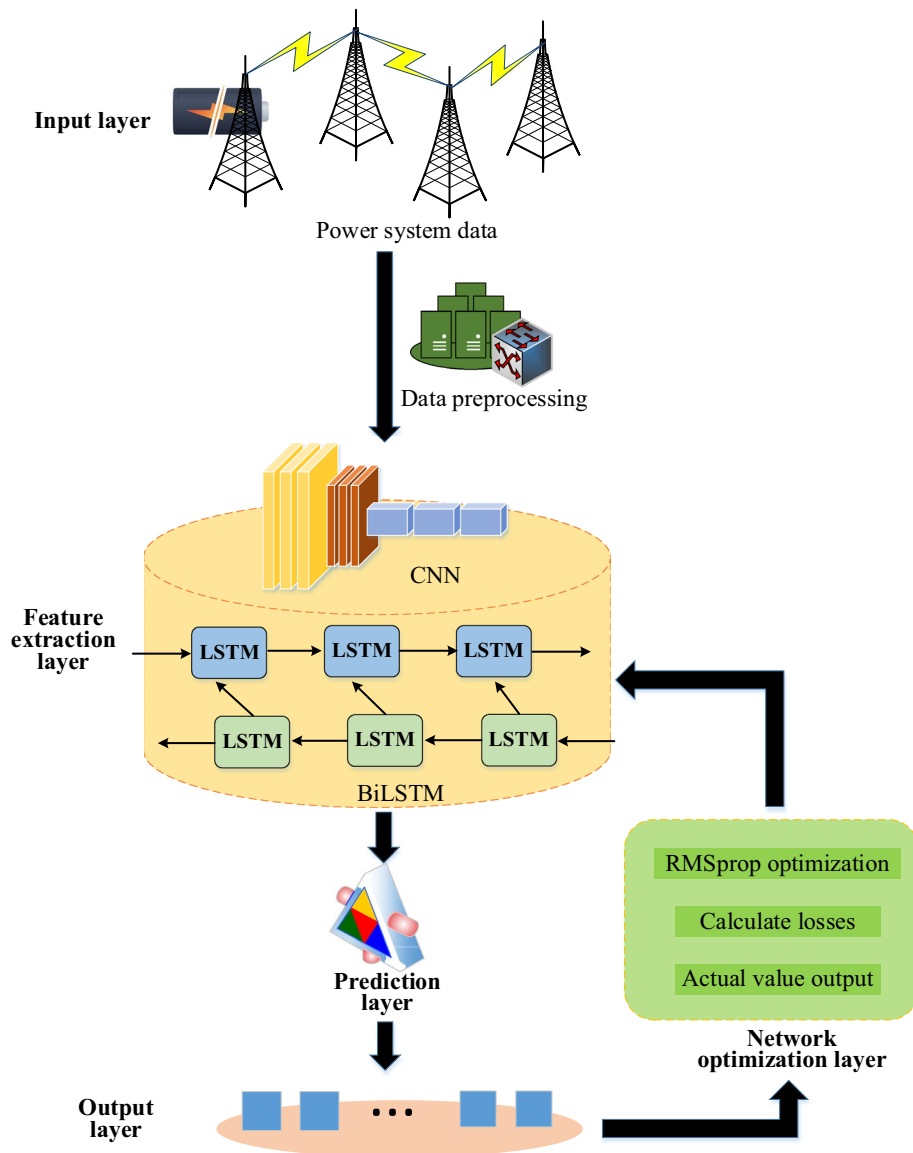 Input layer
Power system data
Data preprocessing
CNN
Feature
extraction
layer
LSTM
LSTM
LSTM
LSTM
LSTM
LSTM
BiLSTM
RMSprop optimization
Calculate losses
Actual value output
Prediction
layer
Network
optimization layer
Output
layer